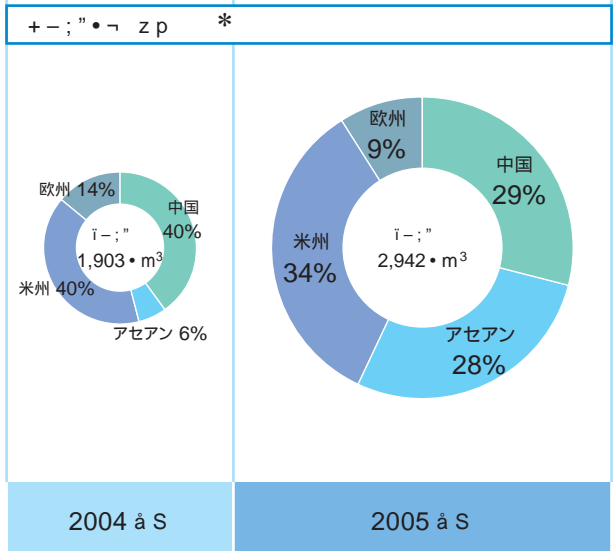 + – ; ” • ¬ z p *
欧州 14%
中国
40%
ï – ; ”
1,903 • m³
米州 40%
アセアン 6%
欧州
9%
中国
29%
ï – ; ”
2,942 • m³
米州
34%
アセアン
28%
2004 å S
2005 å S